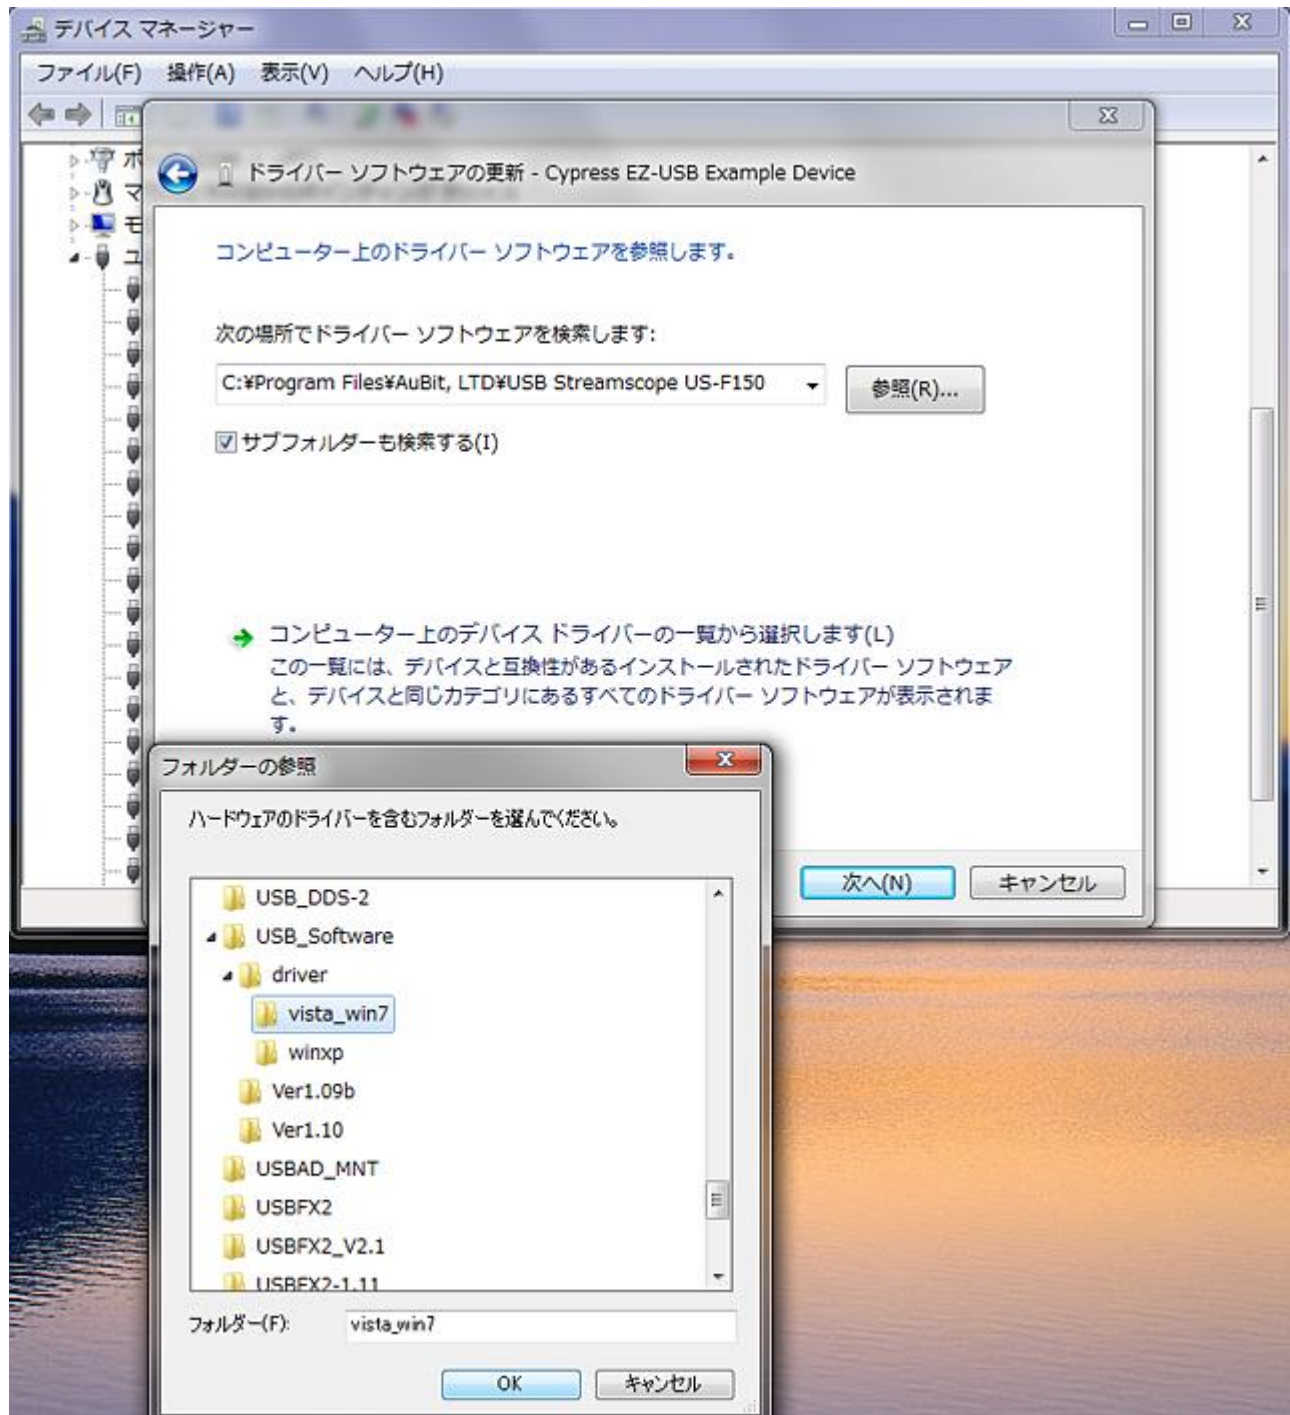 デバイス マネージャー
ファイル(F) 操作(A) 表示(V) ヘルプ(H)
ポ
マ
モ
ユ
ドライバー ソフトウェアの更新 - Cypress EZ-USB Example Device
コンピューター上のドライバー ソフトウェアを参照します。
次の場所でドライバー ソフトウェアを検索します:
C:¥Program Files¥AuBit, LTD¥USB Streamscope US-F150
参照(R)...
サブフォルダーも検索する(I)
コンピューター上のデバイス ドライバーの一覧から選択します(L)
この一覧には、デバイスと互換性があるインストールされたドライバー ソフトウェア
と、デバイスと同じカテゴリにあるすべてのドライバー ソフトウェアが表示されま
す。
次へ(N) キャンセル
フォルダーの参照
ハードウェアのドライバーを含むフォルダーを選んでください。
USB_DDS-2
USB_Software
driver
vista_win7
winxp
Ver1.09b
Ver1.10
USBAD_MNT
USBFX2
USBFX2_V2.1
USBFX2-1.11
フォルダー(F): vista_win7
OK キャンセル